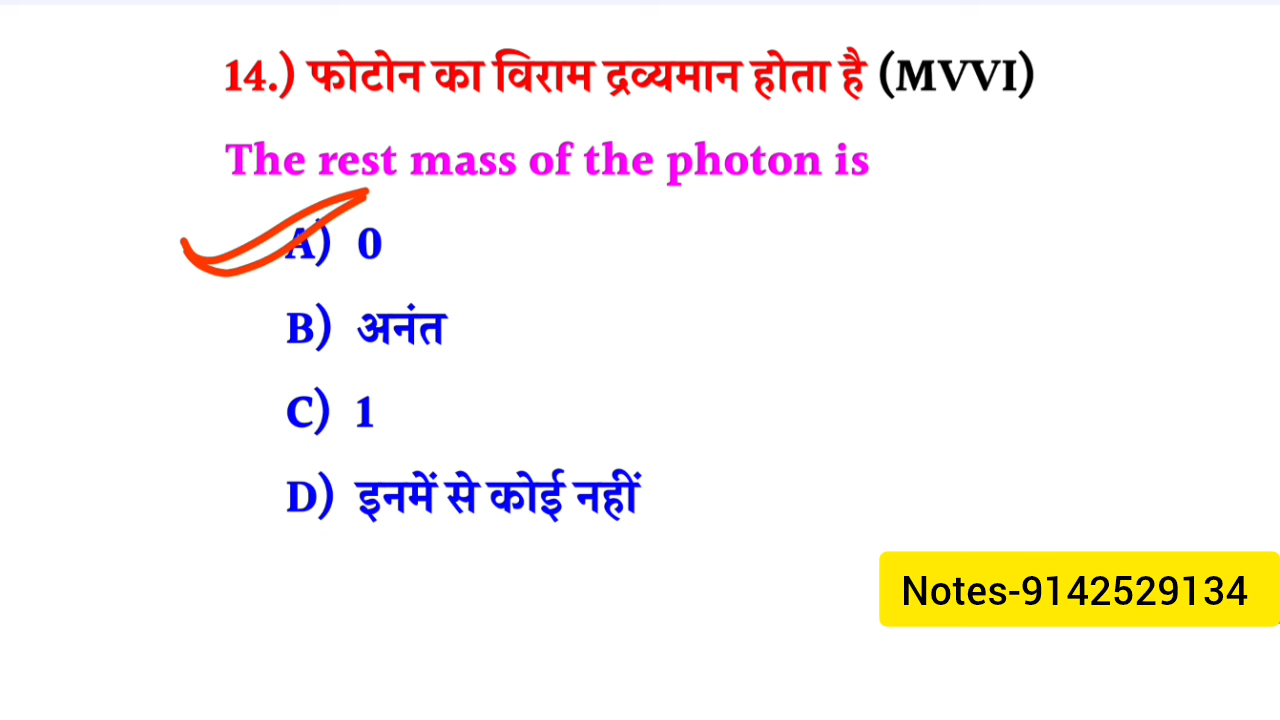 14.) फोटोन का विराम द्रव्यमान होता है (MVVI)
The rest mass of the photon is
A) 0
B) अनंत
C) 1
D) इनमें से कोई नहीं
Notes-9142529134